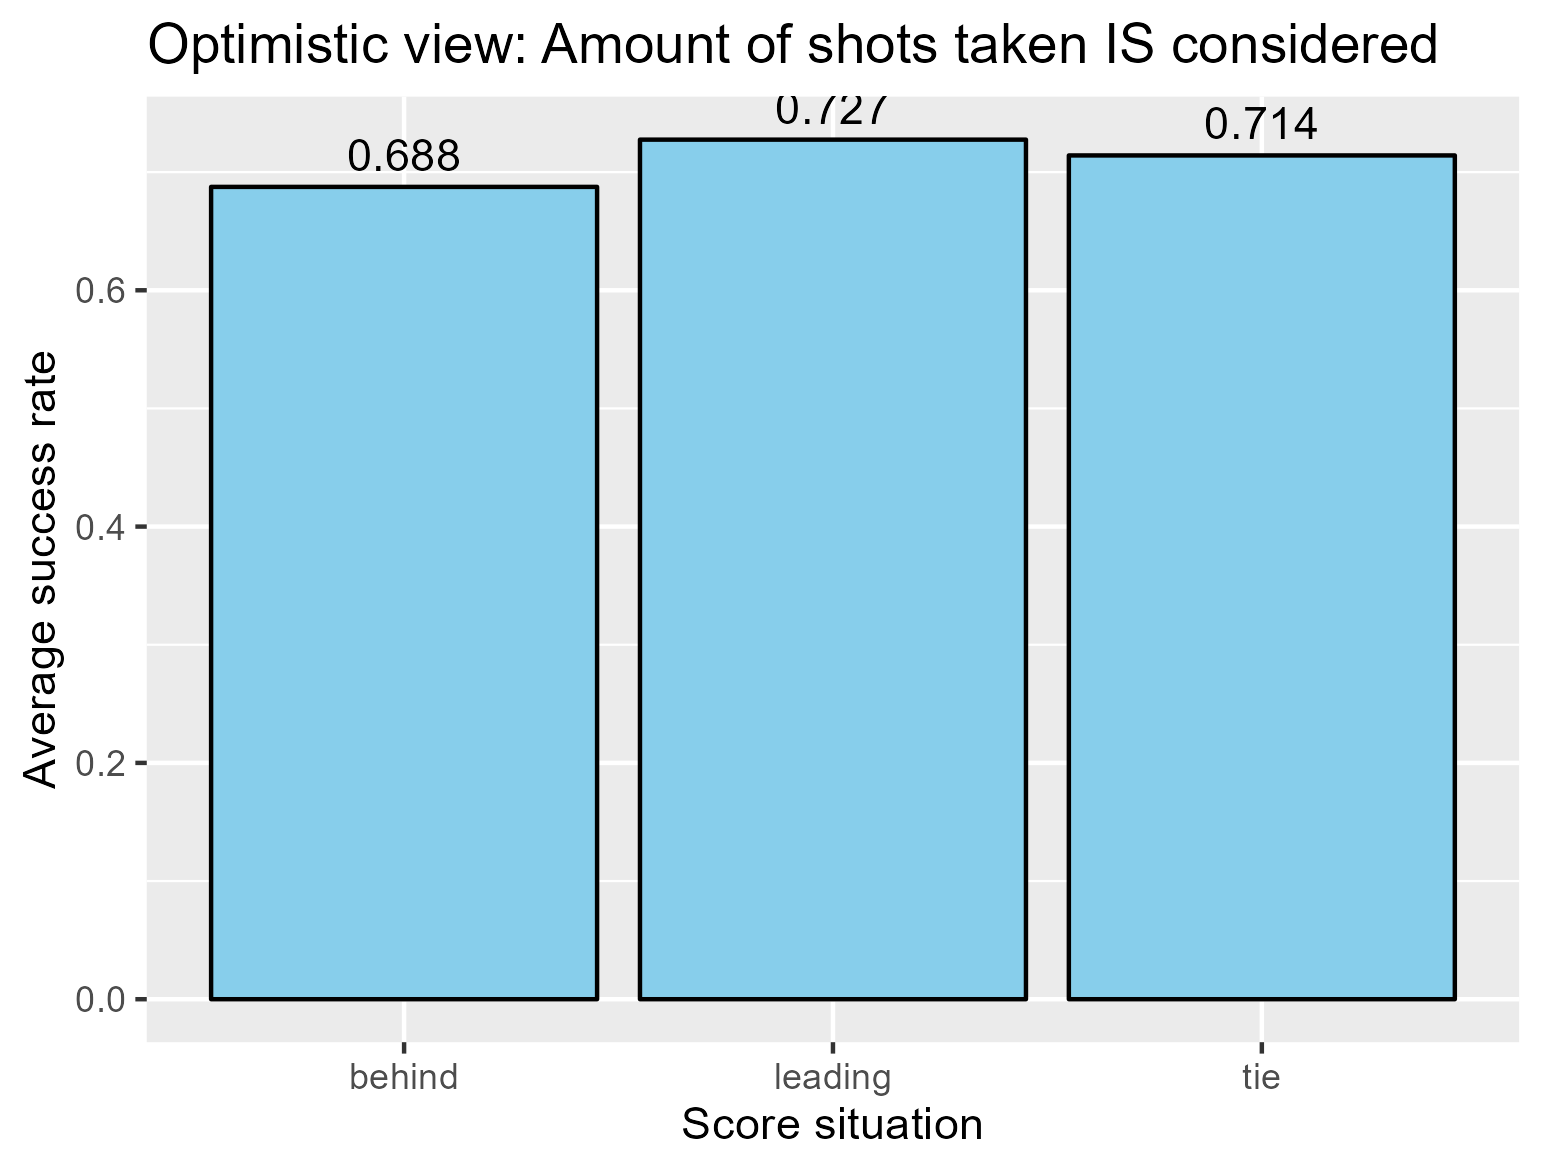 Optimistic view: Amount of shots taken IS considered
0.688
0.727
0.714
Average success rate
0.6
0.4
0.2
0.0
behind
leading
tie
Score situation